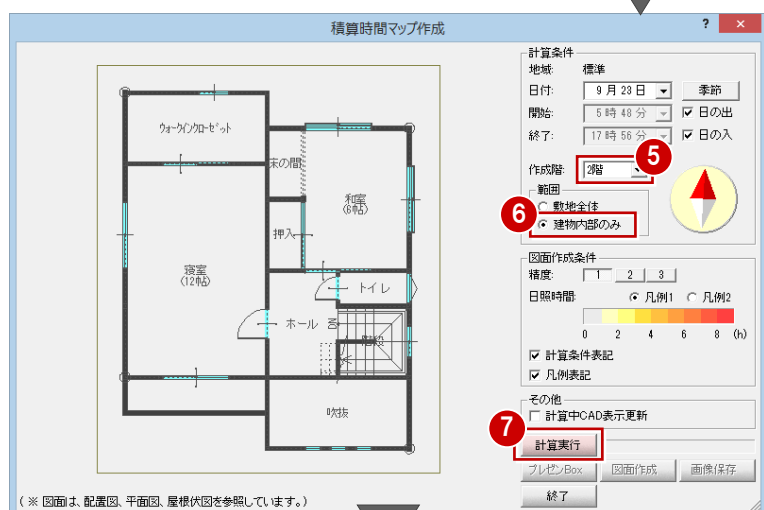 積算時間マップ作成
? ×
ウォークインクローゼット
床の間
和室
(6帖)
押入
寝室
(12帖)
トイレ
ホール
DN
階段
吹抜
(※ 図面は、配置図、平面図、屋根伏図を参照しています。)
計算条件
地域: 標準
日付: 9 月 23 日 季節
開始: 5 時 48 分 日の出
終了: 17 時 56 分 日の入
5
作成階: 2階
範囲
敷地全体
6
建物内部のみ
図面作成条件
精度: 1 2 3
日照時間: 凡例1 凡例2
0 2 4 6 8 (h)
計算条件表記
凡例表記
その他
計算中CAD表示更新
7
計算実行
プレゼンBox 図面作成 画像保存
終了